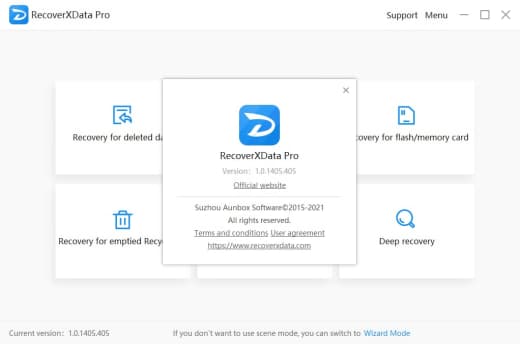 RecoverXData Pro
Support Menu
Recovery for deleted da
covery for flash/memory card
RecoverXData Pro
Version: 1.0.1405.405
Official website
Suzhou Aunbox Software©2015-2021
All rights reserved.
Terms and conditions User agreement
https://www.recoverxdata.com
Recovery for emptied Recyc
Deep recovery
Current version: 1.0.1405.405
If you don't want to use scene mode, you can switch to Wizard Mode